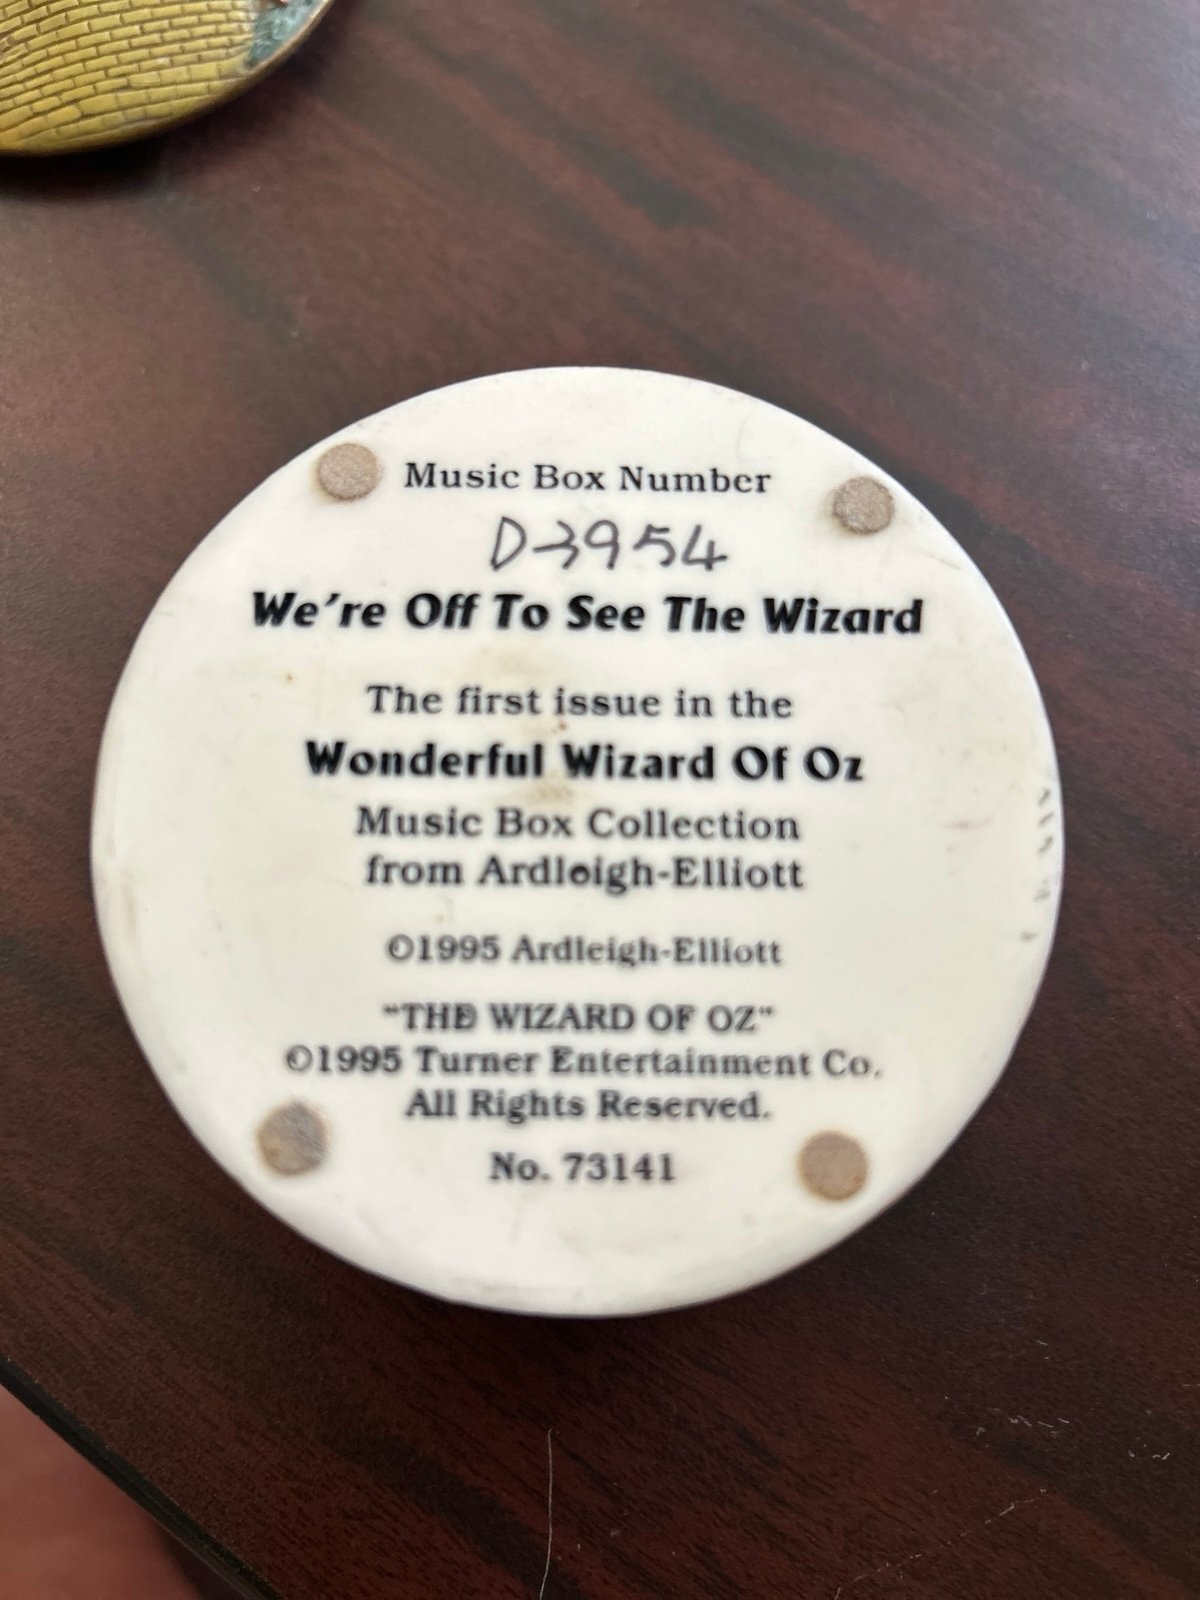 Music Box Number
D3954
We're Off To See The Wizard
The first issue in the
Wonderful Wizard Of Oz
Music Box Collection
from Ardleigh-Elliott
©1995 Ardleigh-Elliott
"THE WIZARD OF OZ"
©1995 Turner Entertainment Co.
All Rights Reserved.
No. 73141